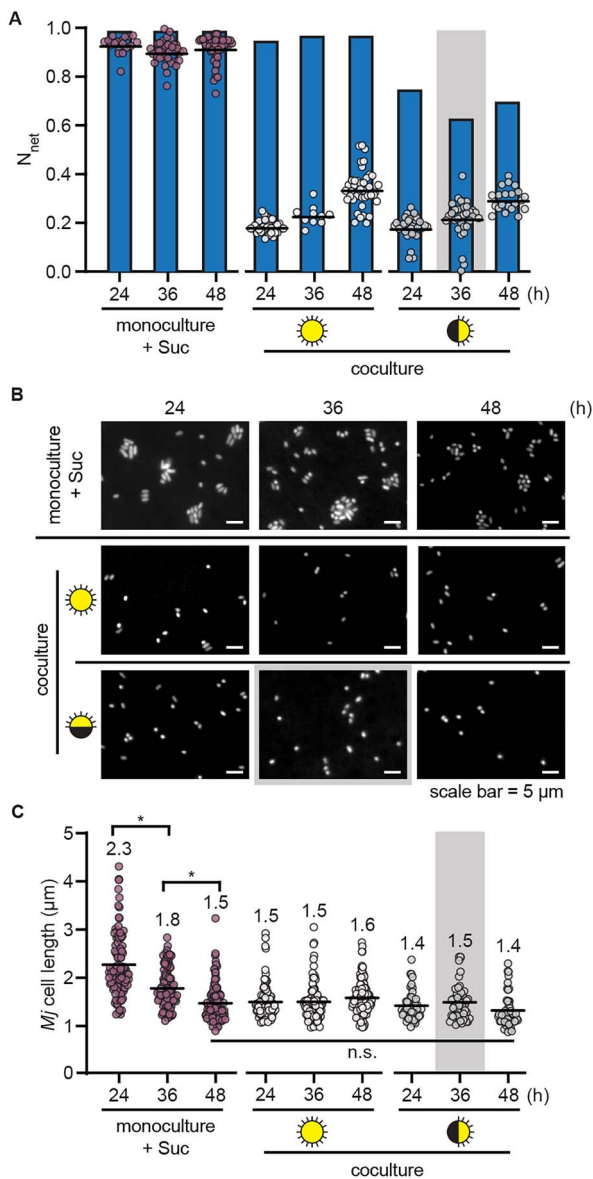 A
1.0
0.8
0.6
0.4
0.2
0.0
Nnet
24 36 48 24 36 48 24 36 48 (h)
monoculture
+ Suc
coculture
B
24 36 48 (h)
monoculture
+ Suc
coculture
scale bar = 5 µm
C
5
4
3
2
1
0
Mj cell length (µm)
* *
2.3 1.8 1.5 1.5 1.5 1.6 1.4 1.5 1.4
n.s.
24 36 48 24 36 48 24 36 48 (h)
monoculture
+ Suc
coculture